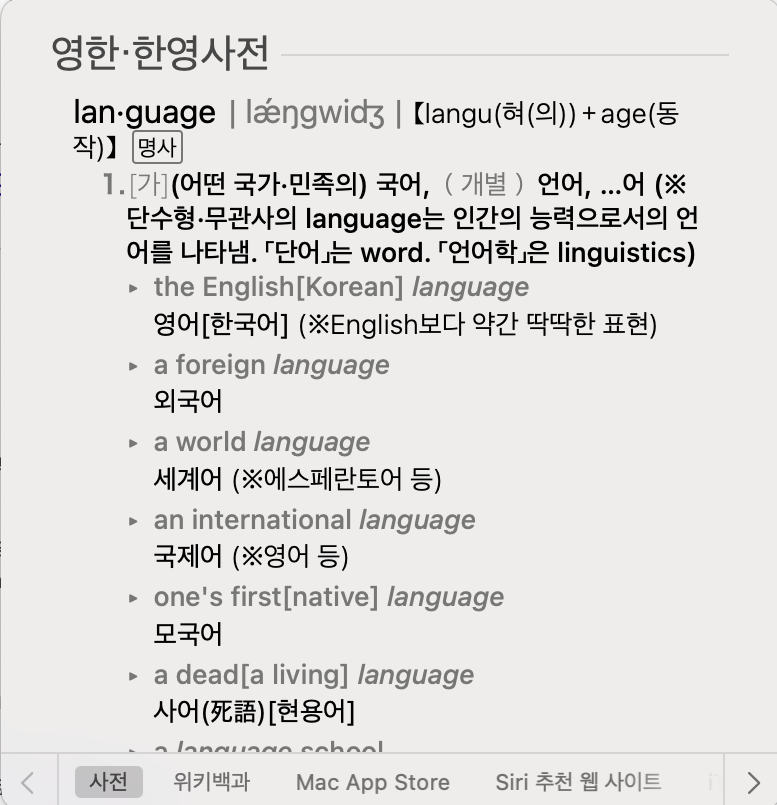 영한·한영사전
lan·guage | lǽŋgwidʒ |【langu(혀(의))+age(동
작)】 명사
1. [가](어떤 국가·민족의) 국어, ( 개별 ) 언어, ...어 (※
단수형·무관사의 language는 인간의 능력으로서의 언
어를 나타냄. 「단어」는 word. 「언어학」은 linguistics)
▸ the English[Korean] language
영어[한국어] (※English보다 약간 딱딱한 표현)
▸ a foreign language
외국어
▸ a world language
세계어 (※에스페란토어 등)
▸ an international language
국제어 (※영어 등)
▸ one's first[native] language
모국어
▸ a dead[a living] language
사어(死語)[현용어]
▸ a language school
사전 위키백과 Mac App Store Siri 추천 웹 사이트